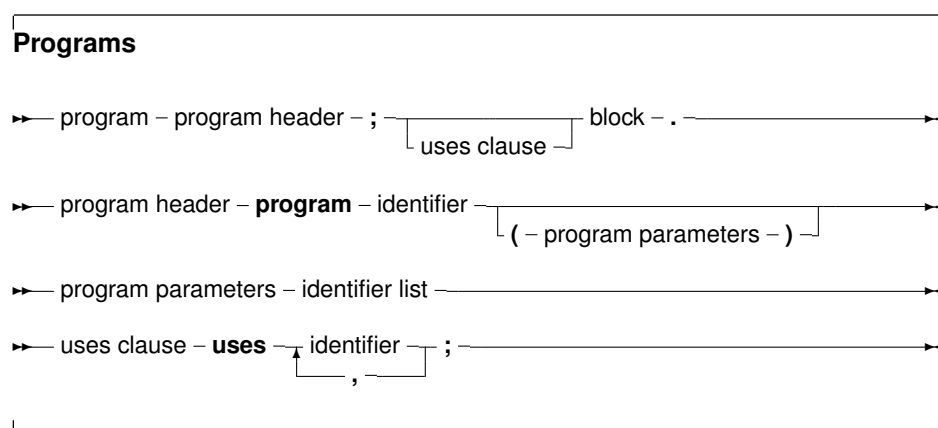 Programs
program – program header – ; – block – .
uses clause –
program header – program – identifier –
( – program parameters – ) –
program parameters – identifier list –
uses clause – uses – identifier – ; –
, –